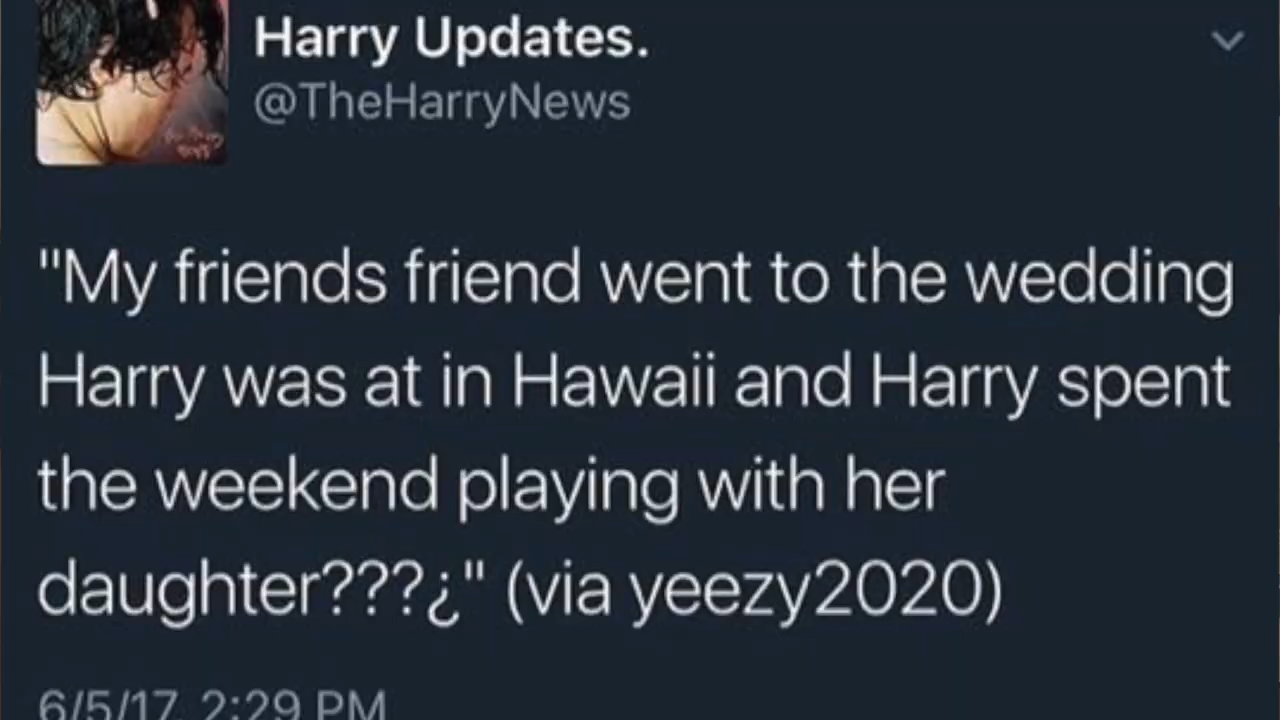 Harry Updates.
@TheHarryNews
"My friends friend went to the wedding
Harry was at in Hawaii and Harry spent
the weekend playing with her
daughter???¿" (via yeezy2020)
6/5/17, 2:29 PM